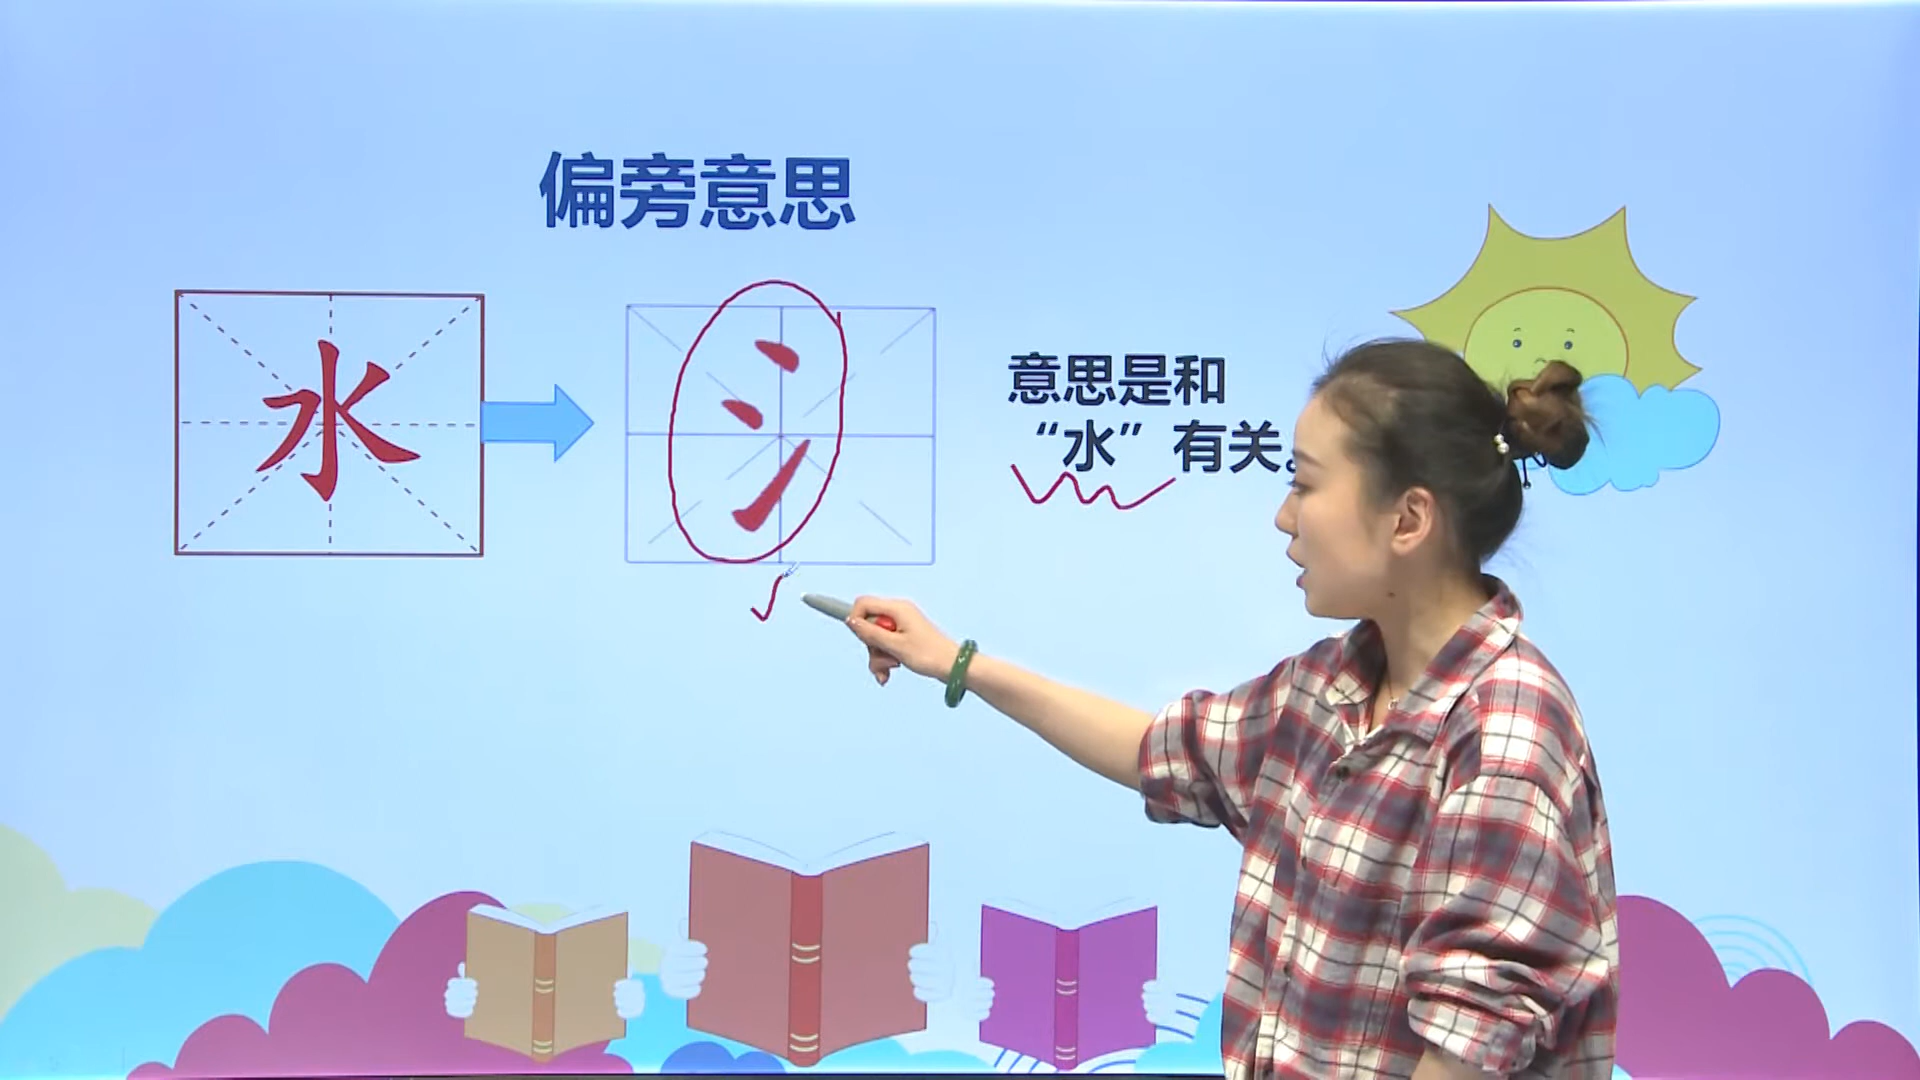 偏旁意思
水
氵
意思是和
“水”有关。